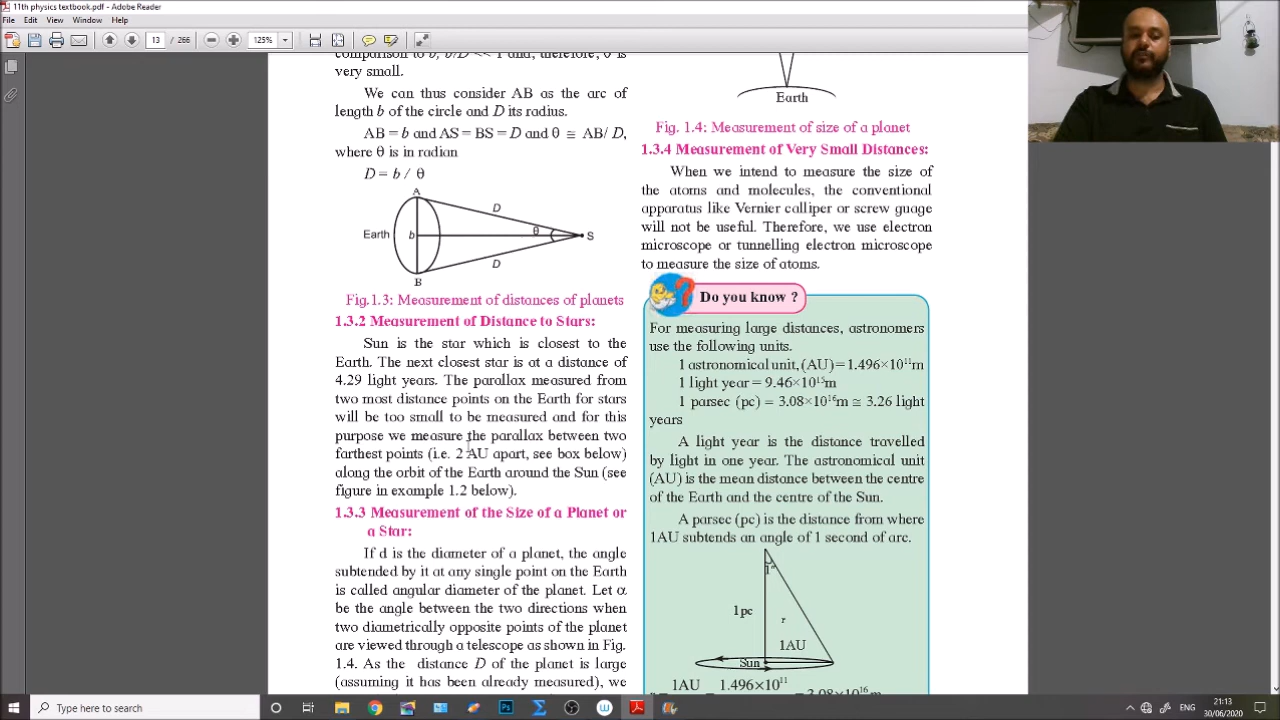 11th physics textbook.pdf - Adobe Reader
File Edit View Window Help
13 / 266 125%
comparison to b, b/D << 1 and, therefore, θ is
very small.
We can thus consider AB as the arc of
length b of the circle and D its radius.
AB = b and AS = BS = D and θ ≅ AB/ D,
where θ is in radian
D = b / θ
A
D
Earth b θ S
D
B
Fig.1.3: Measurement of distances of planets
1.3.2 Measurement of Distance to Stars:
Sun is the star which is closest to the
Earth. The next closest star is at a distance of
4.29 light years. The parallax measured from
two most distance points on the Earth for stars
will be too small to be measured and for this
purpose we measure the parallax between two
farthest points (i.e. 2 AU apart, see box below)
along the orbit of the Earth around the Sun (see
figure in example 1.2 below).
1.3.3 Measurement of the Size of a Planet or
a Star:
If d is the diameter of a planet, the angle
subtended by it at any single point on the Earth
is called angular diameter of the planet. Let α
be the angle between the two directions when
two diametrically opposite points of the planet
are viewed through a telescope as shown in Fig.
1.4. As the distance D of the planet is large
(assuming it has been already measured), we
Earth
Fig. 1.4: Measurement of size of a planet
1.3.4 Measurement of Very Small Distances:
When we intend to measure the size of
the atoms and molecules, the conventional
apparatus like Vernier calliper or screw guage
will not be useful. Therefore, we use electron
microscope or tunnelling electron microscope
to measure the size of atoms.
Do you know ?
For measuring large distances, astronomers
use the following units.
1 astronomical unit, (AU) = 1.496×10¹¹m
1 light year = 9.46×10¹⁵m
1 parsec (pc) = 3.08×10¹⁶m ≅ 3.26 light
years
A light year is the distance travelled
by light in one year. The astronomical unit
(AU) is the mean distance between the centre
of the Earth and the centre of the Sun.
A parsec (pc) is the distance from where
1AU subtends an angle of 1 second of arc.
1"
1pc r
1AU
Sun
1AU 1.496×10¹¹
= 3.08×10¹⁶m
Type here to search
21:13
30/06/2020